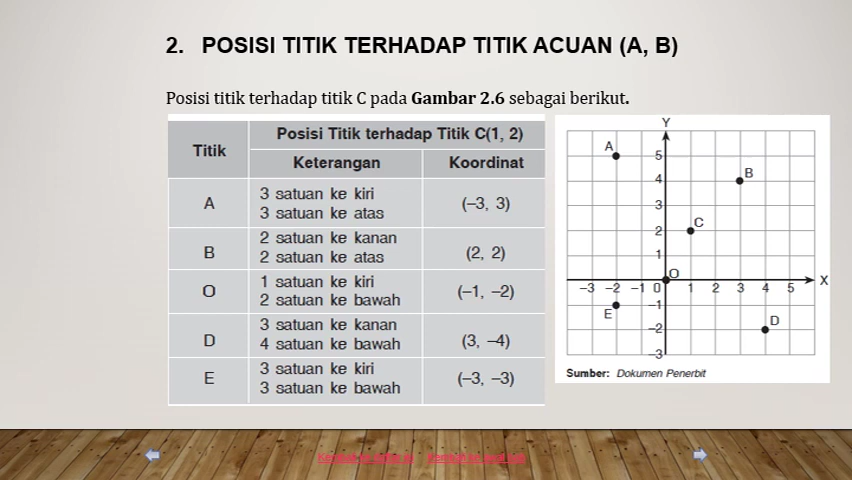 2. POSISI TITIK TERHADAP TITIK ACUAN (A, B)
Posisi titik terhadap titik C pada Gambar 2.6 sebagai berikut.
Titik
Posisi Titik terhadap Titik C(1, 2)
Keterangan
Koordinat
A
3 satuan ke kiri
3 satuan ke atas
(–3, 3)
B
2 satuan ke kanan
2 satuan ke atas
(2, 2)
O
1 satuan ke kiri
2 satuan ke bawah
(–1, –2)
D
3 satuan ke kanan
4 satuan ke bawah
(3, –4)
E
3 satuan ke kiri
3 satuan ke bawah
(–3, –3)
Y
A
5
4
B
3
2
C
1
O
X
–3 –2 –1 0 1 2 3 4 5
E
–1
–2
D
–3
Sumber: Dokumen Penerbit